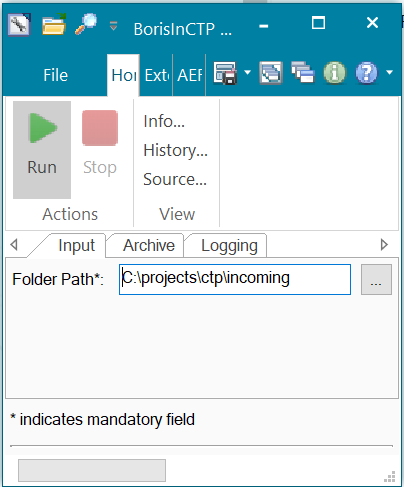 BorisInCTP ...
File Hor Exte AEF
Run Stop
Actions
Info...
History...
Source...
View
Input Archive Logging
Folder Path*: C:\projects\ctp\incoming ...
* indicates mandatory field